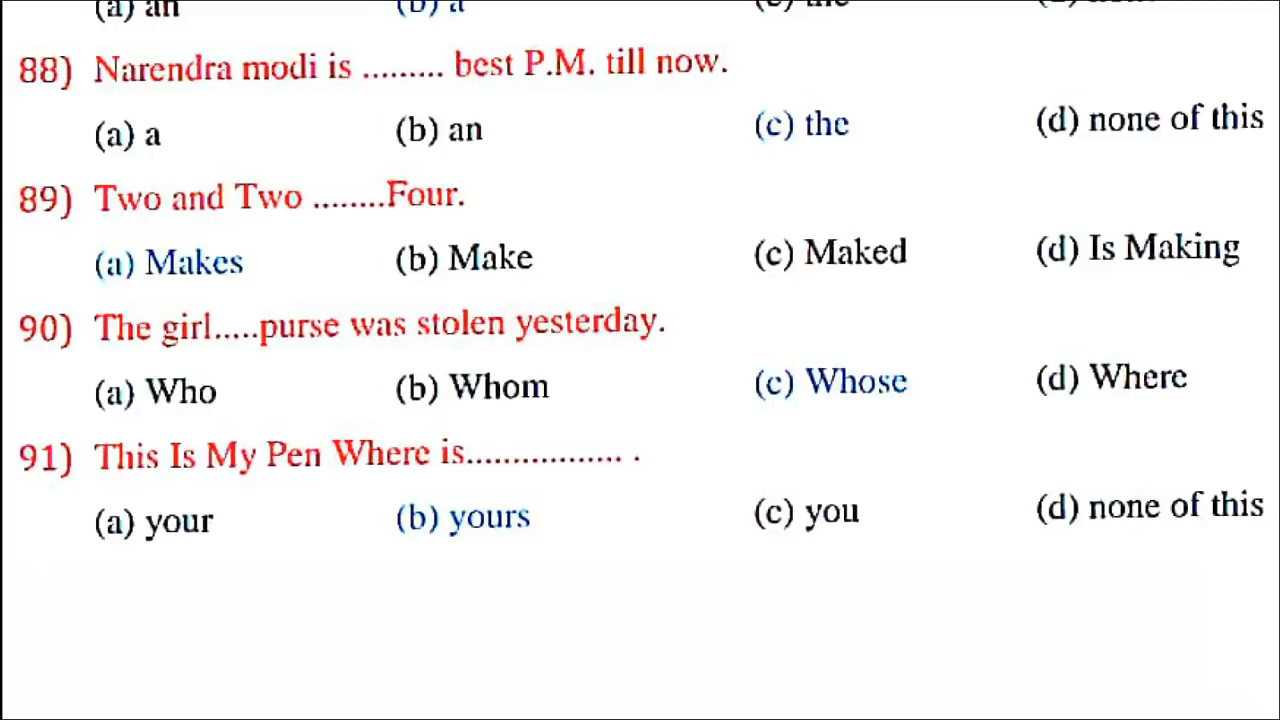 (a) an (b) a (c) the
88) Narendra modi is ......... best P.M. till now.
(a) a (b) an (c) the (d) none of this
89) Two and Two ........Four.
(a) Makes (b) Make (c) Maked (d) Is Making
90) The girl.....purse was stolen yesterday.
(a) Who (b) Whom (c) Whose (d) Where
91) This Is My Pen Where is................. .
(a) your (b) yours (c) you (d) none of this